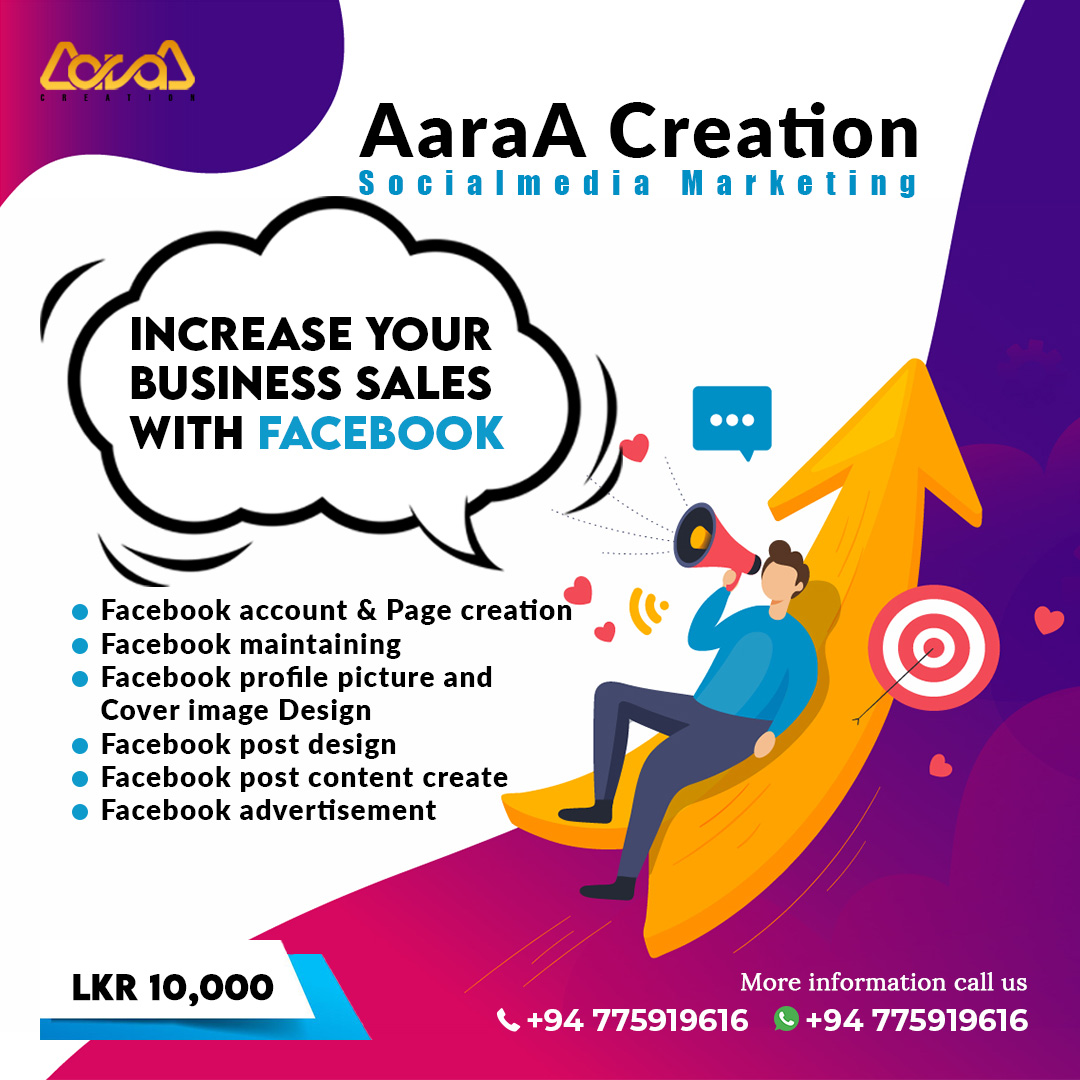 AaraA
CREATION
AaraA Creation
Socialmedia Marketing
INCREASE YOUR
BUSINESS SALES
WITH FACEBOOK
Facebook account & Page creation
Facebook maintaining
Facebook profile picture and
Cover image Design
Facebook post design
Facebook post content create
Facebook advertisement
LKR 10,000
More information call us
+94 775919616 +94 775919616